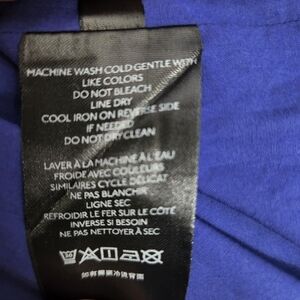 MACHINE WASH COLD GENTLE WITH
LIKE COLORS
DO NOT BLEACH
LINE DRY
COOL IRON ON REVERSE SIDE
IF NEEDED
DO NOT DRY CLEAN
LAVER À LA MACHINE À L'EAU
FROIDE AVEC COULEURS
SIMILAIRES CYCLE DÉLICAT
NE PAS BLANCHIR
LIGNE SEC
REFROIDIR LE FER SUR LE CÔTÉ
INVERSE SI BESOIN
NE PAS NETTOYER À SEC